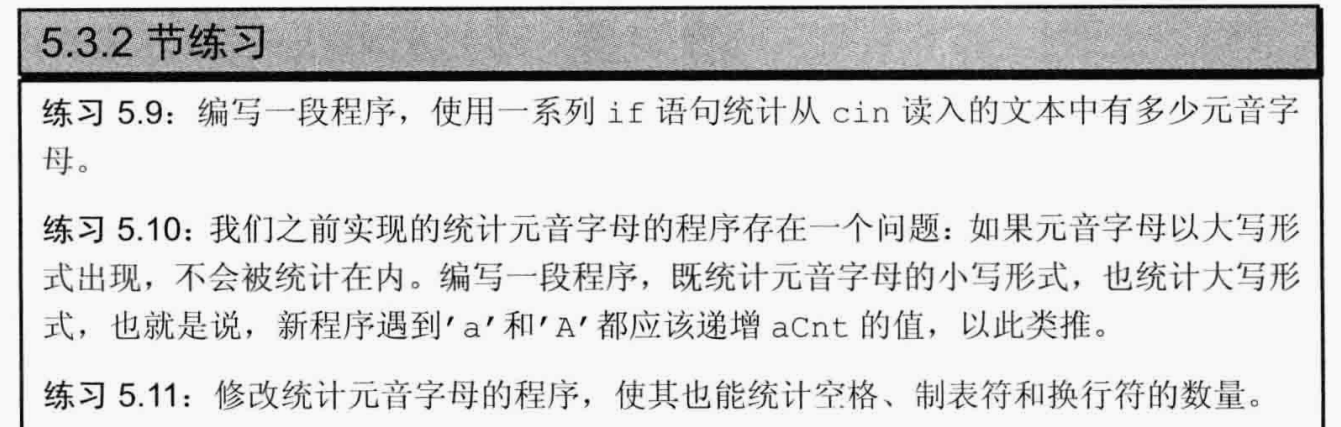 5.3.2 节练习
练习 5.9：编写一段程序，使用一系列 if 语句统计从 cin 读入的文本中有多少元音字
母。
练习 5.10：我们之前实现的统计元音字母的程序存在一个问题：如果元音字母以大写形
式出现，不会被统计在内。编写一段程序，既统计元音字母的小写形式，也统计大写形
式，也就是说，新程序遇到'a'和'A'都应该递增 aCnt 的值，以此类推。
练习 5.11：修改统计元音字母的程序，使其也能统计空格、制表符和换行符的数量。